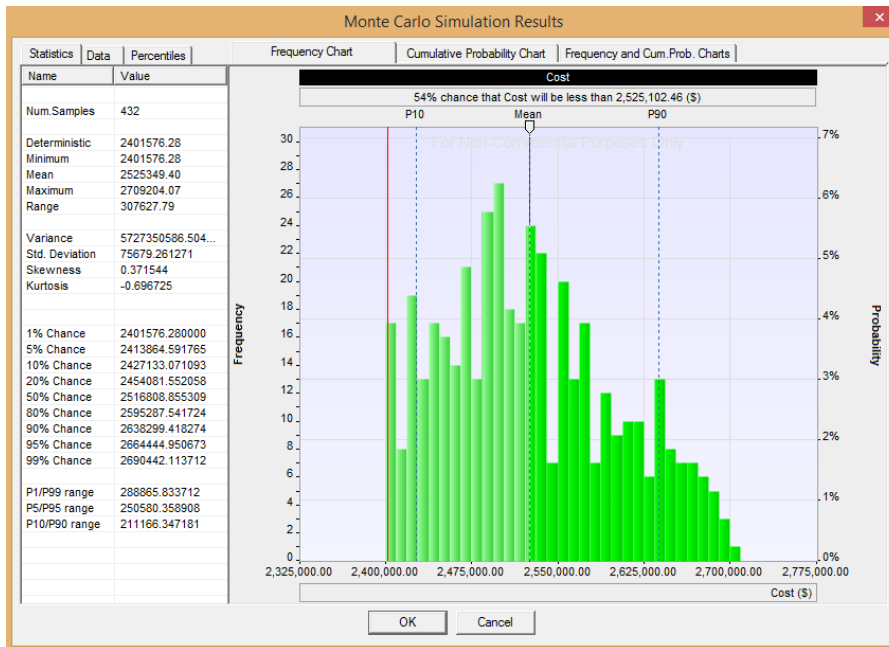 Monte Carlo Simulation Results
Statistics Data Percentiles
Name Value
Num.Samples 432
Deterministic 2401576.28
Minimum 2401576.28
Mean 2525349.40
Maximum 2709204.07
Range 307627.79
Variance 5727350586.504...
Std. Deviation 75679.261271
Skewness 0.371544
Kurtosis -0.696725
1% Chance 2401576.280000
5% Chance 2413864.591765
10% Chance 2427133.071093
20% Chance 2454081.552058
50% Chance 2516808.855309
80% Chance 2595287.541724
90% Chance 2638299.418274
95% Chance 2664444.950673
99% Chance 2690442.113712
P1/P99 range 288865.833712
P5/P95 range 250580.358908
P10/P90 range 211166.347181
Frequency Chart Cumulative Probability Chart Frequency and Cum.Prob. Charts
Cost
54% chance that Cost will be less than 2,525,102.46 ($)
P10 Mean P90
For Non-Commercial Purposes Only
30
28
26
24
22
20
18
16
14
12
10
8
6
4
2
0
Frequency
7%
6%
5%
4%
3%
2%
1%
0%
Probability
2,325,000.00 2,400,000.00 2,475,000.00 2,550,000.00 2,625,000.00 2,700,000.00 2,775,000.00
Cost ($)
OK Cancel